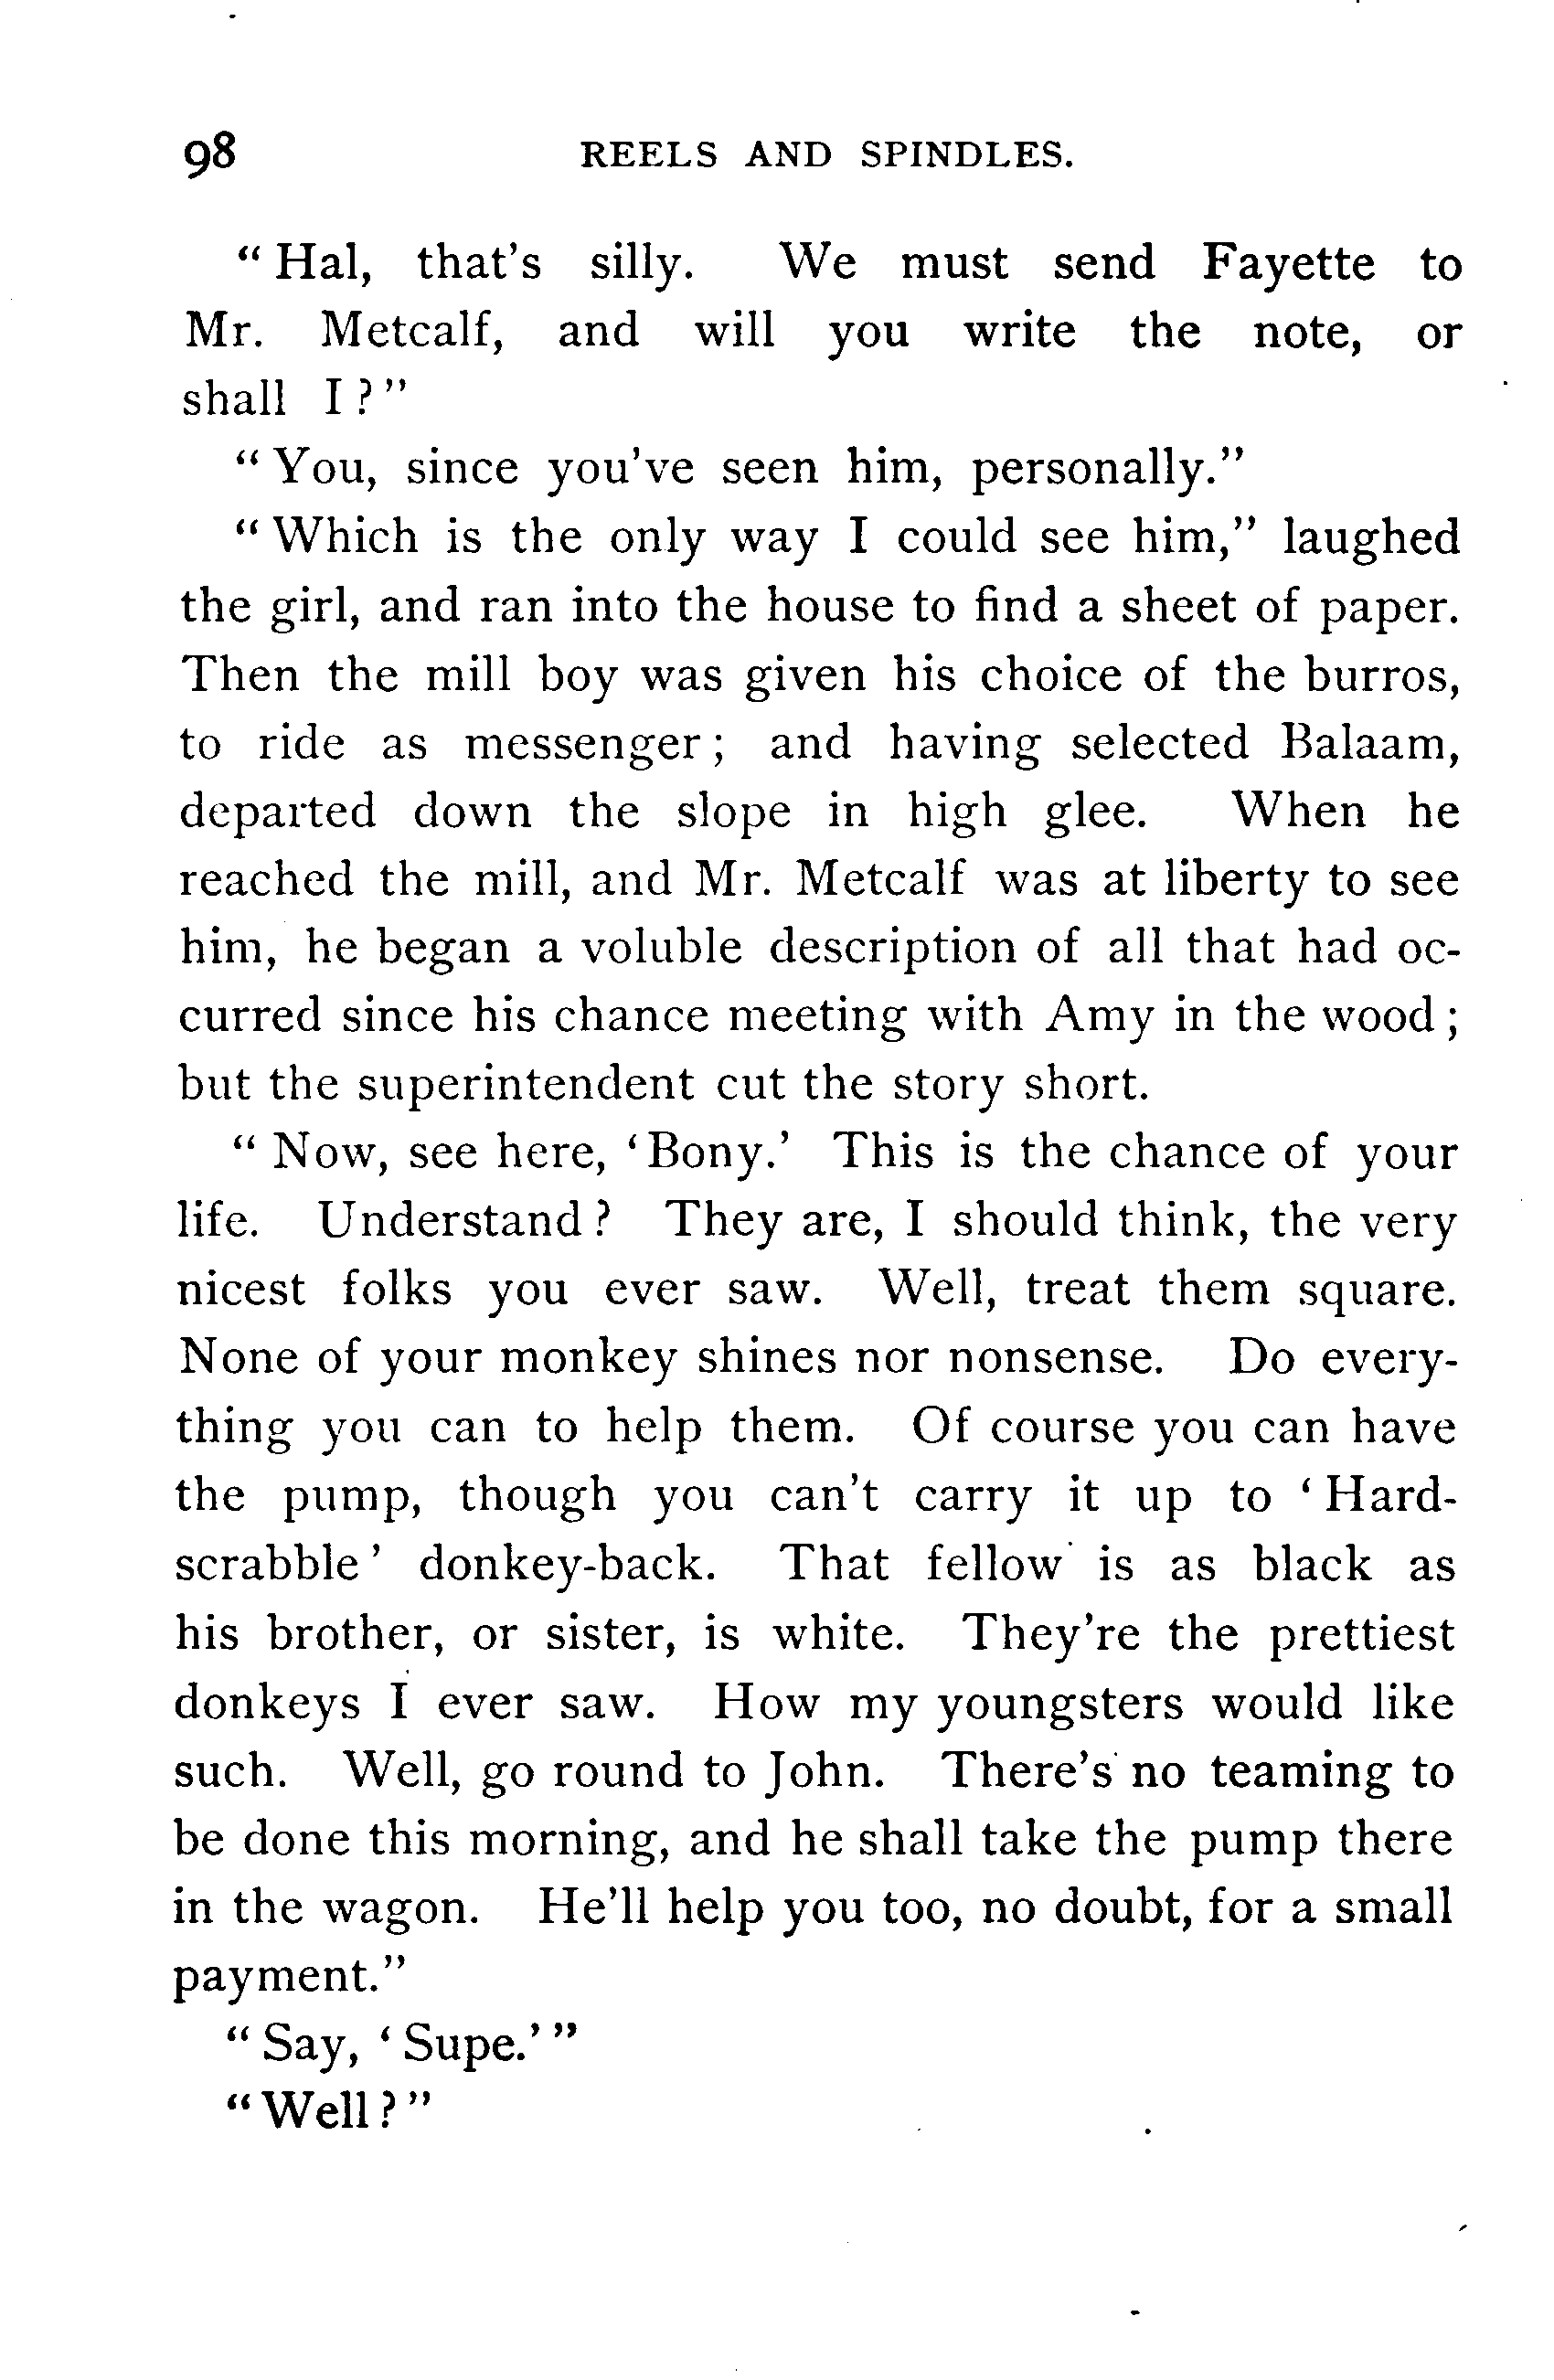 98 REELS AND SPINDLES.
“Hal, that’s silly. We must send Fayette to
Mr. Metcalf, and will you write the note, or
shall I?”
“You, since you’ve seen him, personally.”
“Which is the only way I could see him,” laughed
the girl, and ran into the house to find a sheet of paper.
Then the mill boy was given his choice of the burros,
to ride as messenger; and having selected Balaam,
departed down the slope in high glee. When he
reached the mill, and Mr. Metcalf was at liberty to see
him, he began a voluble description of all that had oc-
curred since his chance meeting with Amy in the wood;
but the superintendent cut the story short.
“Now, see here, ‘Bony.’ This is the chance of your
life. Understand? They are, I should think, the very
nicest folks you ever saw. Well, treat them square.
None of your monkey shines nor nonsense. Do every-
thing you can to help them. Of course you can have
the pump, though you can’t carry it up to ‘Hard-
scrabble’ donkey-back. That fellow is as black as
his brother, or sister, is white. They’re the prettiest
donkeys I ever saw. How my youngsters would like
such. Well, go round to John. There’s no teaming to
be done this morning, and he shall take the pump there
in the wagon. He’ll help you too, no doubt, for a small
payment.”
“Say, ‘Supe.’”
“Well?”